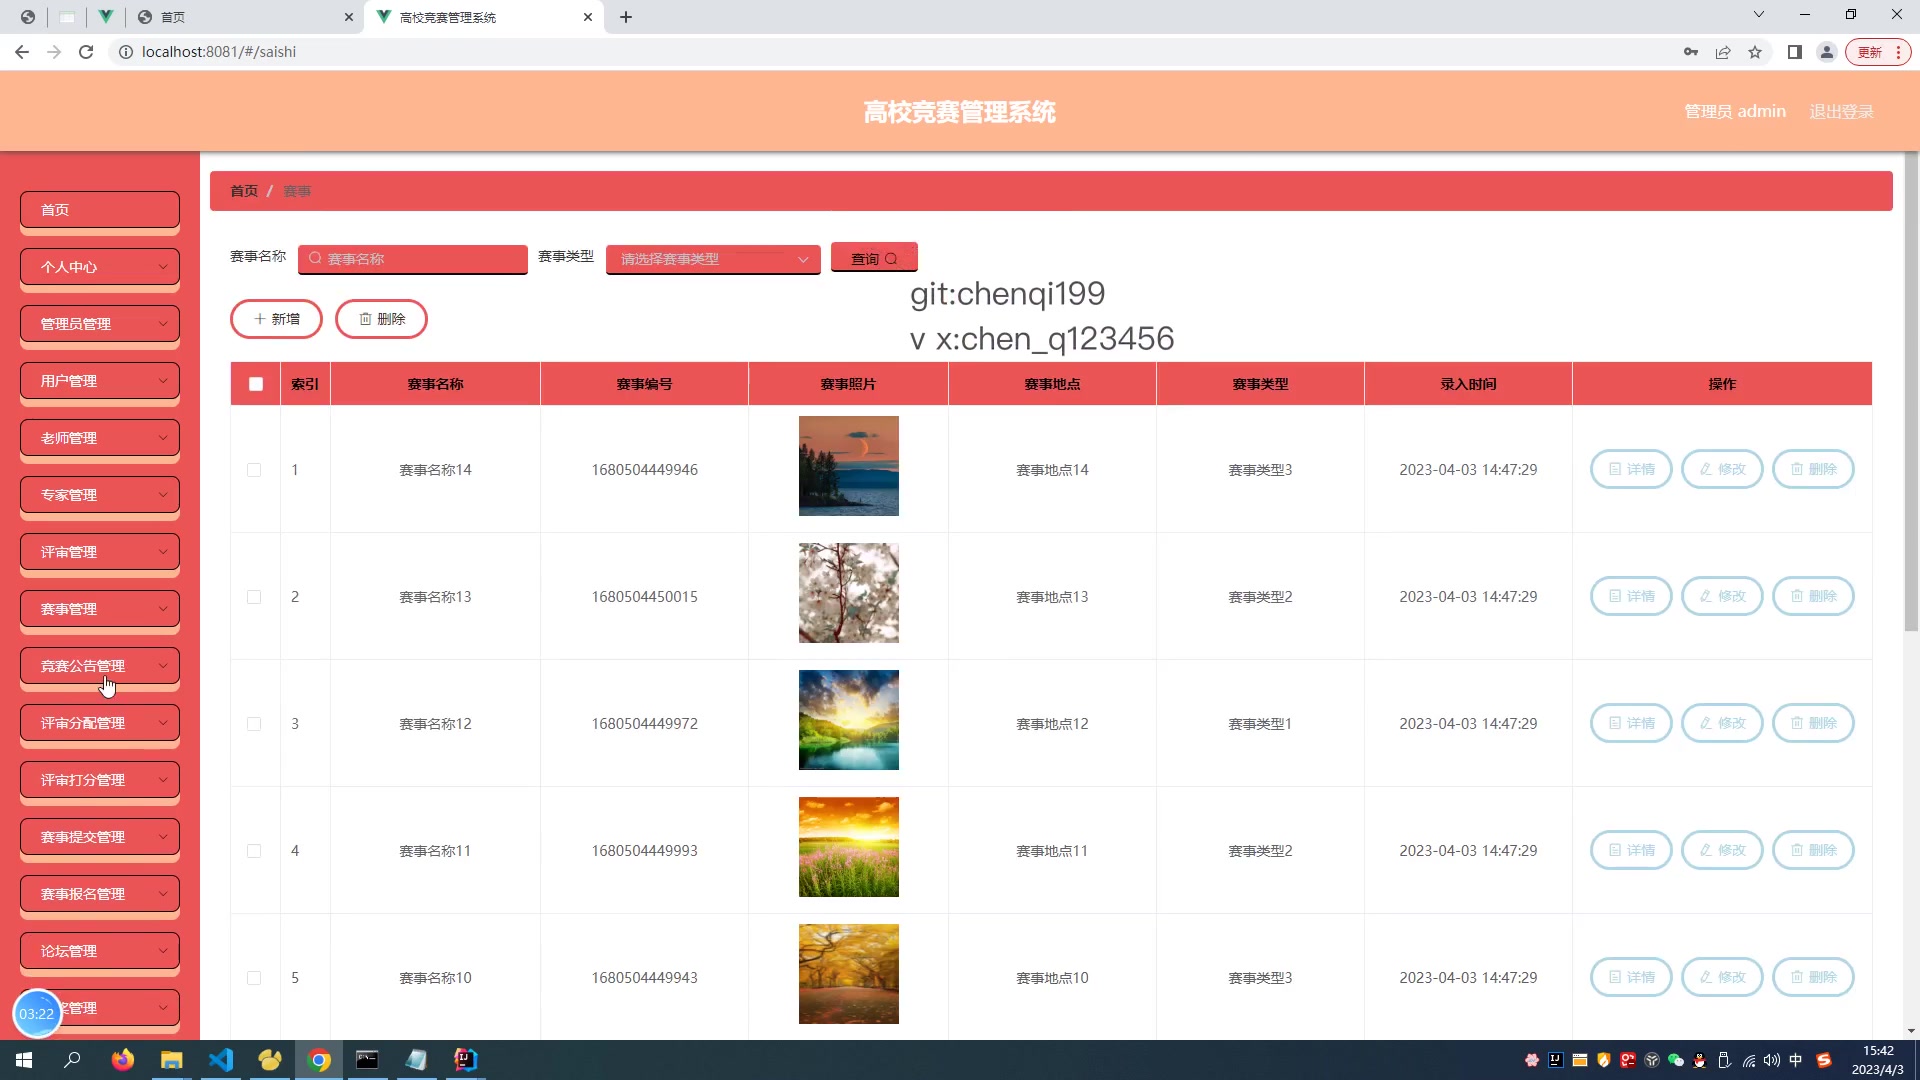 首页
高校竞赛管理系统
localhost:8081/#/saishi
更新
高校竞赛管理系统
管理员 admin
退出登录
首页
个人中心
管理员管理
用户管理
老师管理
专家管理
评审管理
赛事管理
竞赛公告管理
评审分配管理
评审打分管理
赛事提交管理
赛事报名管理
论坛管理
管理
03:22
首页 / 赛事
赛事名称 赛事名称 赛事类型 请选择赛事类型 查询
git:chenqi199
v x:chen_q123456
新增 删除
索引 赛事名称 赛事编号 赛事照片 赛事地点 赛事类型 录入时间 操作
1 赛事名称14 1680504449946 赛事地点14 赛事类型3 2023-04-03 14:47:29 详情 修改 删除
2 赛事名称13 1680504450015 赛事地点13 赛事类型2 2023-04-03 14:47:29 详情 修改 删除
3 赛事名称12 1680504449972 赛事地点12 赛事类型1 2023-04-03 14:47:29 详情 修改 删除
4 赛事名称11 1680504449993 赛事地点11 赛事类型2 2023-04-03 14:47:29 详情 修改 删除
5 赛事名称10 1680504449943 赛事地点10 赛事类型3 2023-04-03 14:47:29 详情 修改 删除
中
15:42
2023/4/3